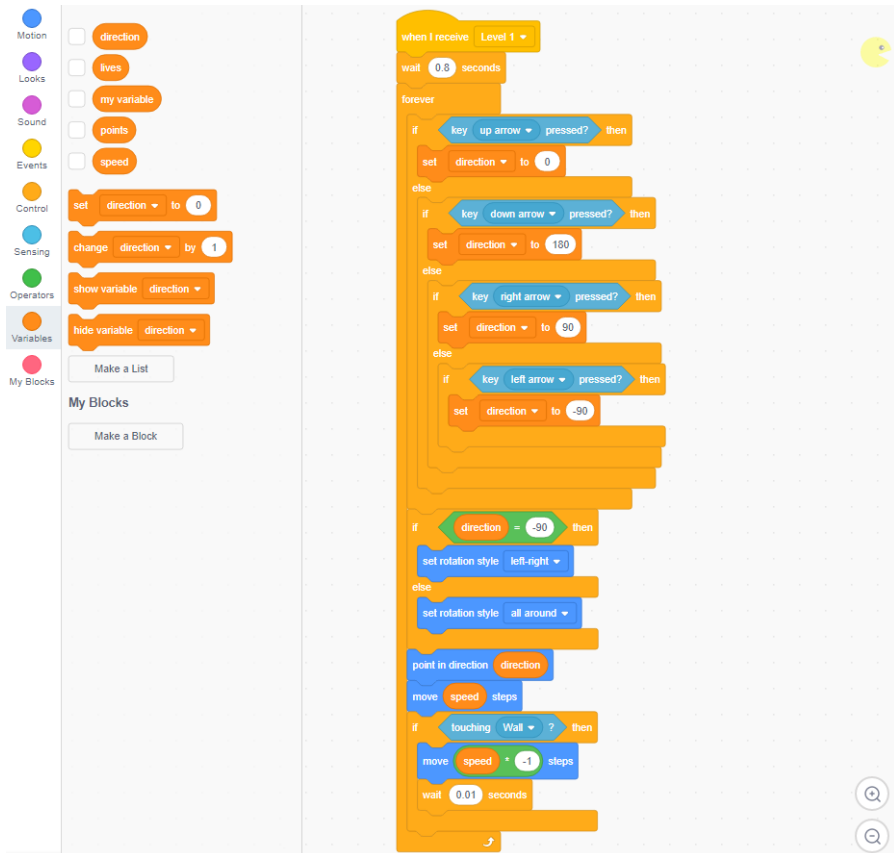 Motion
Looks
Sound
Events
Control
Sensing
Operators
Variables
My Blocks
direction
lives
my variable
points
speed
set direction to 0
change direction by 1
show variable direction
hide variable direction
Make a List
My Blocks
Make a Block
when I receive Level 1
wait 0.8 seconds
forever
if key up arrow pressed? then
set direction to 0
else
if key down arrow pressed? then
set direction to 180
else
if key right arrow pressed? then
set direction to 90
else
if key left arrow pressed? then
set direction to -90
if direction = -90 then
set rotation style left-right
else
set rotation style all around
point in direction direction
move speed steps
if touching Wall ? then
move speed * -1 steps
wait 0.01 seconds